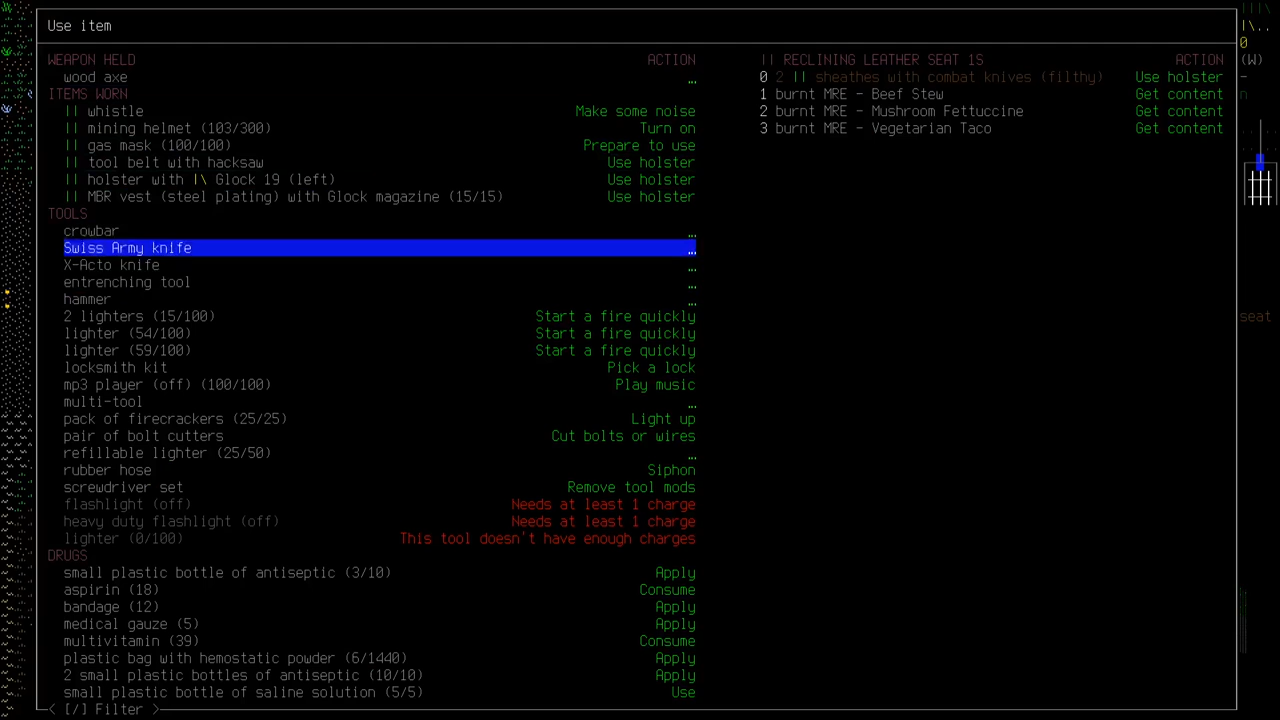 Use item
WEAPON HELD ACTION
wood axe …
ITEMS WORN
|| whistle Make some noise
|| mining helmet (103/300) Turn on
|| gas mask (100/100) Prepare to use
|| tool belt with hacksaw Use holster
|| holster with |\ Glock 19 (left) Use holster
|| MBR vest (steel plating) with Glock magazine (15/15) Use holster
TOOLS
crowbar …
Swiss Army knife …
X-Acto knife …
entrenching tool …
hammer …
2 lighters (15/100) Start a fire quickly
lighter (54/100) Start a fire quickly
lighter (59/100) Start a fire quickly
locksmith kit Pick a lock
mp3 player (off) (100/100) Play music
multi-tool …
pack of firecrackers (25/25) Light up
pair of bolt cutters Cut bolts or wires
refillable lighter (25/50) …
rubber hose Siphon
screwdriver set Remove tool mods
flashlight (off) Needs at least 1 charge
heavy duty flashlight (off) Needs at least 1 charge
lighter (0/100) This tool doesn't have enough charges
DRUGS
small plastic bottle of antiseptic (3/10) Apply
aspirin (18) Consume
bandage (12) Apply
medical gauze (5) Apply
multivitamin (39) Consume
plastic bag with hemostatic powder (6/1440) Apply
2 small plastic bottles of antiseptic (10/10) Apply
small plastic bottle of saline solution (5/5) Use
< [/] Filter >
|| RECLINING LEATHER SEAT 1S ACTION
0 2 || sheathes with combat knives (filthy) Use holster
1 burnt MRE - Beef Stew Get content
2 burnt MRE - Mushroom Fettuccine Get content
3 burnt MRE - Vegetarian Taco Get content
|\..
0
(W)
seat